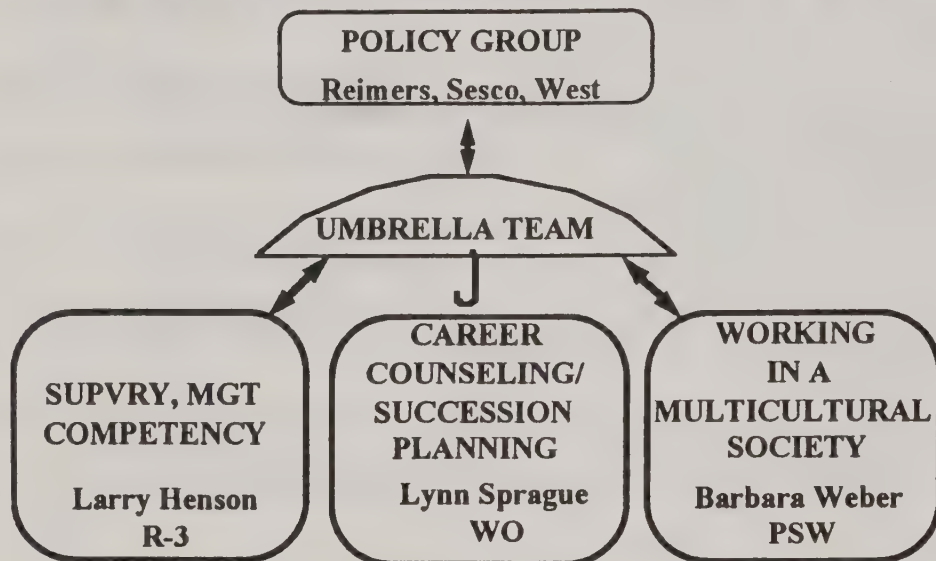 POLICY GROUP
Reimers, Sesco, West
UMBRELLA TEAM
SUPVRY, MGT
COMPETENCY
Larry Henson
R-3
CAREER
COUNSELING/
SUCCESSION
PLANNING
Lynn Sprague
WO
WORKING
IN A
MULTICULTURAL
SOCIETY
Barbara Weber
PSW